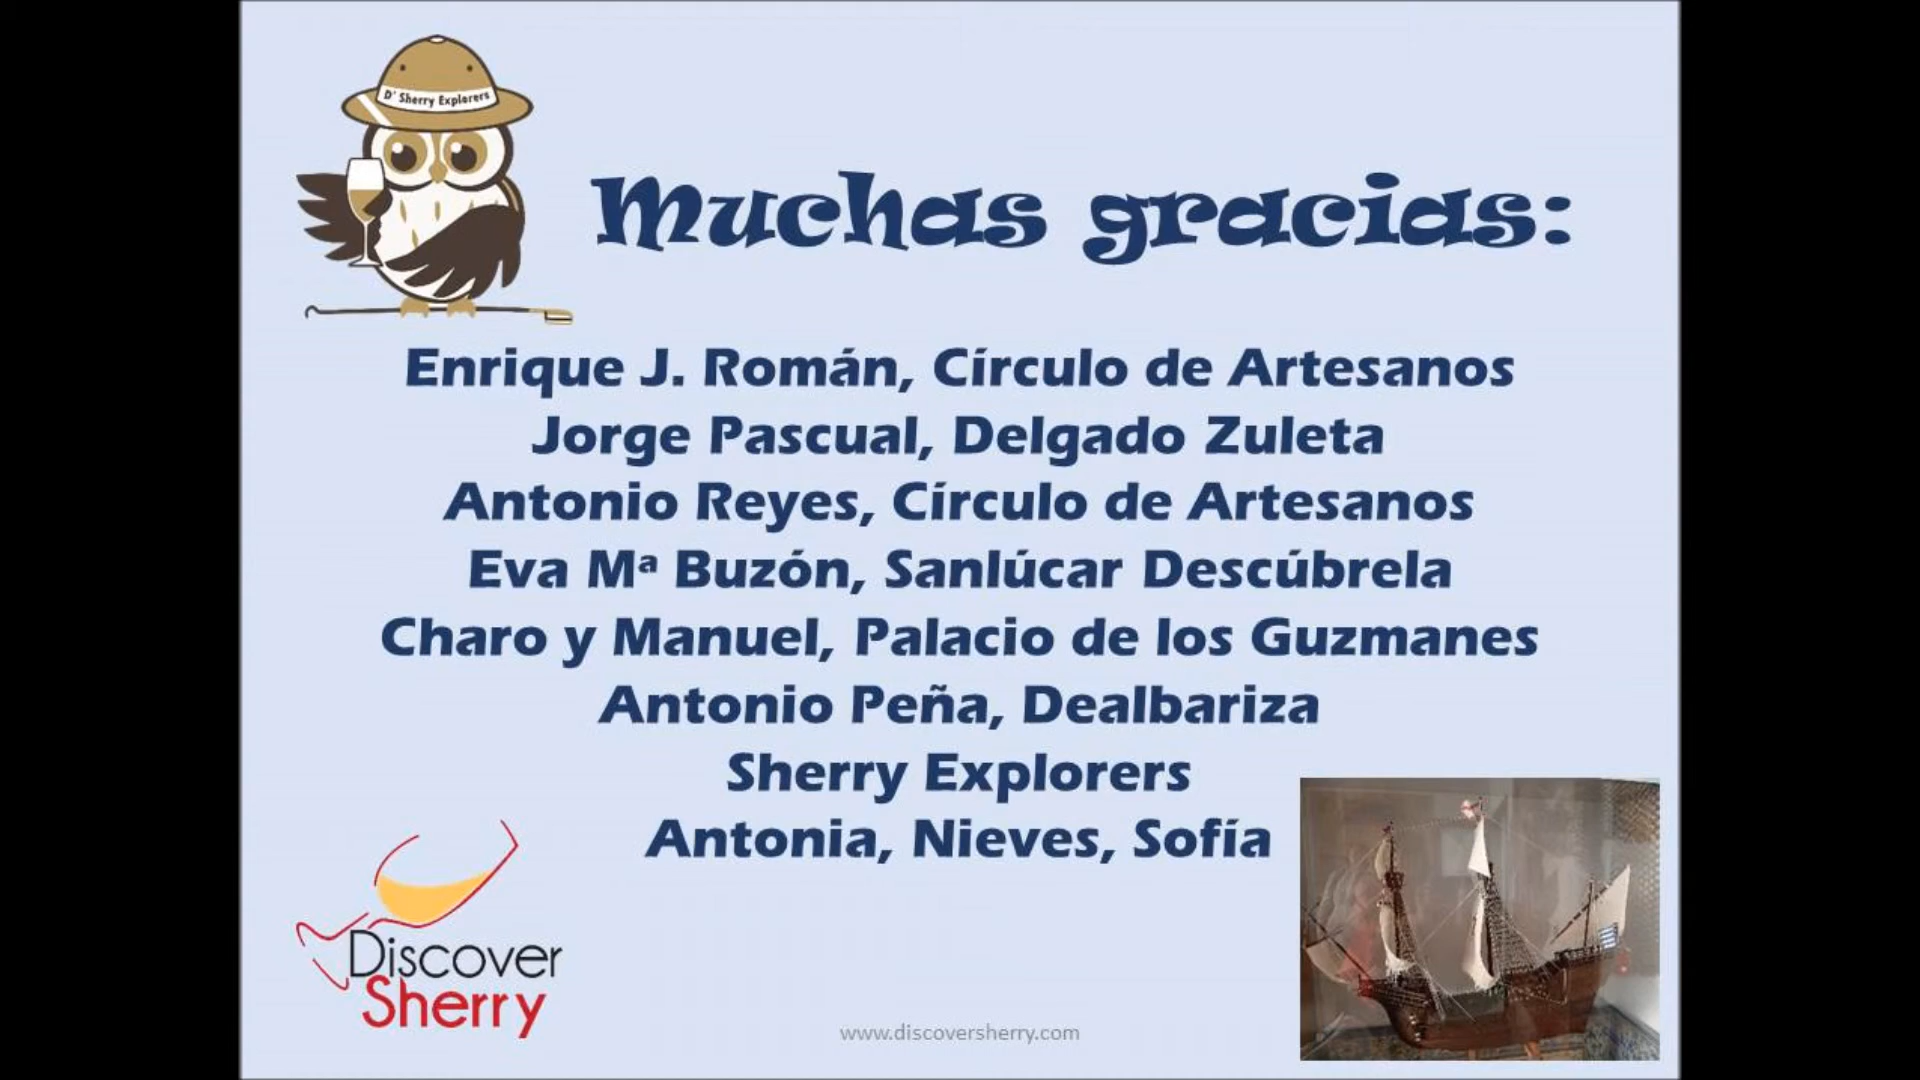 D' Sherry Explorers
Muchas gracias:
Enrique J. Román, Círculo de Artesanos
Jorge Pascual, Delgado Zuleta
Antonio Reyes, Círculo de Artesanos
Eva Mª Buzón, Sanlúcar Descúbrela
Charo y Manuel, Palacio de los Guzmanes
Antonio Peña, Dealbariza
Sherry Explorers
Antonia, Nieves, Sofía
Discover
Sherry
www.discoversherry.com